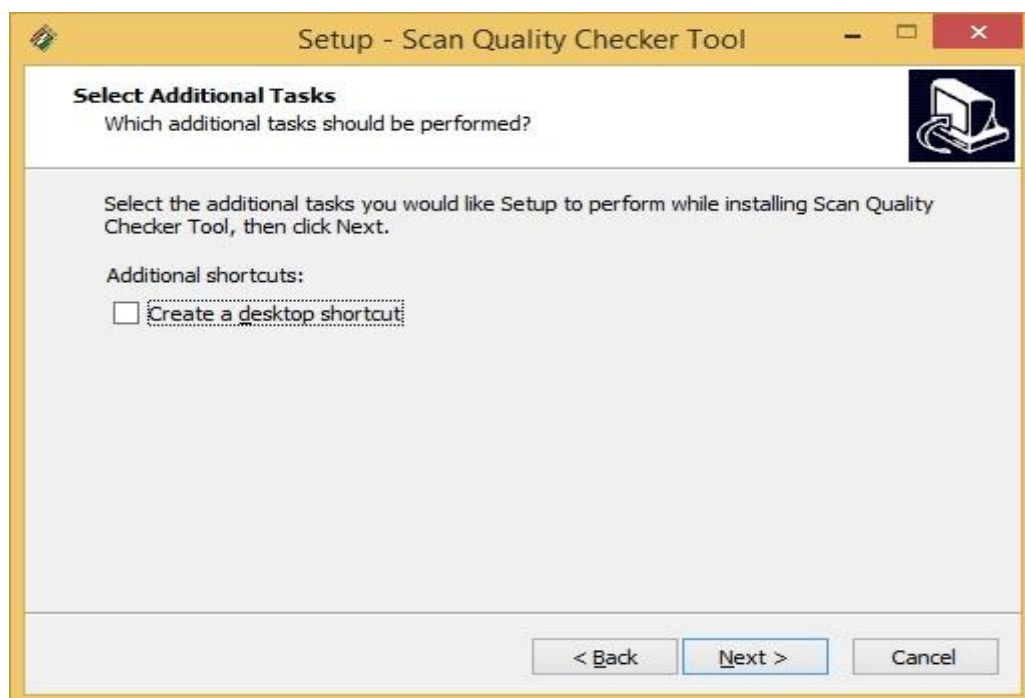 Setup - Scan Quality Checker Tool
Select Additional Tasks
Which additional tasks should be performed?
Select the additional tasks you would like Setup to perform while installing Scan Quality
Checker Tool, then click Next.
Additional shortcuts:
Create a desktop shortcut
< Back Next > Cancel